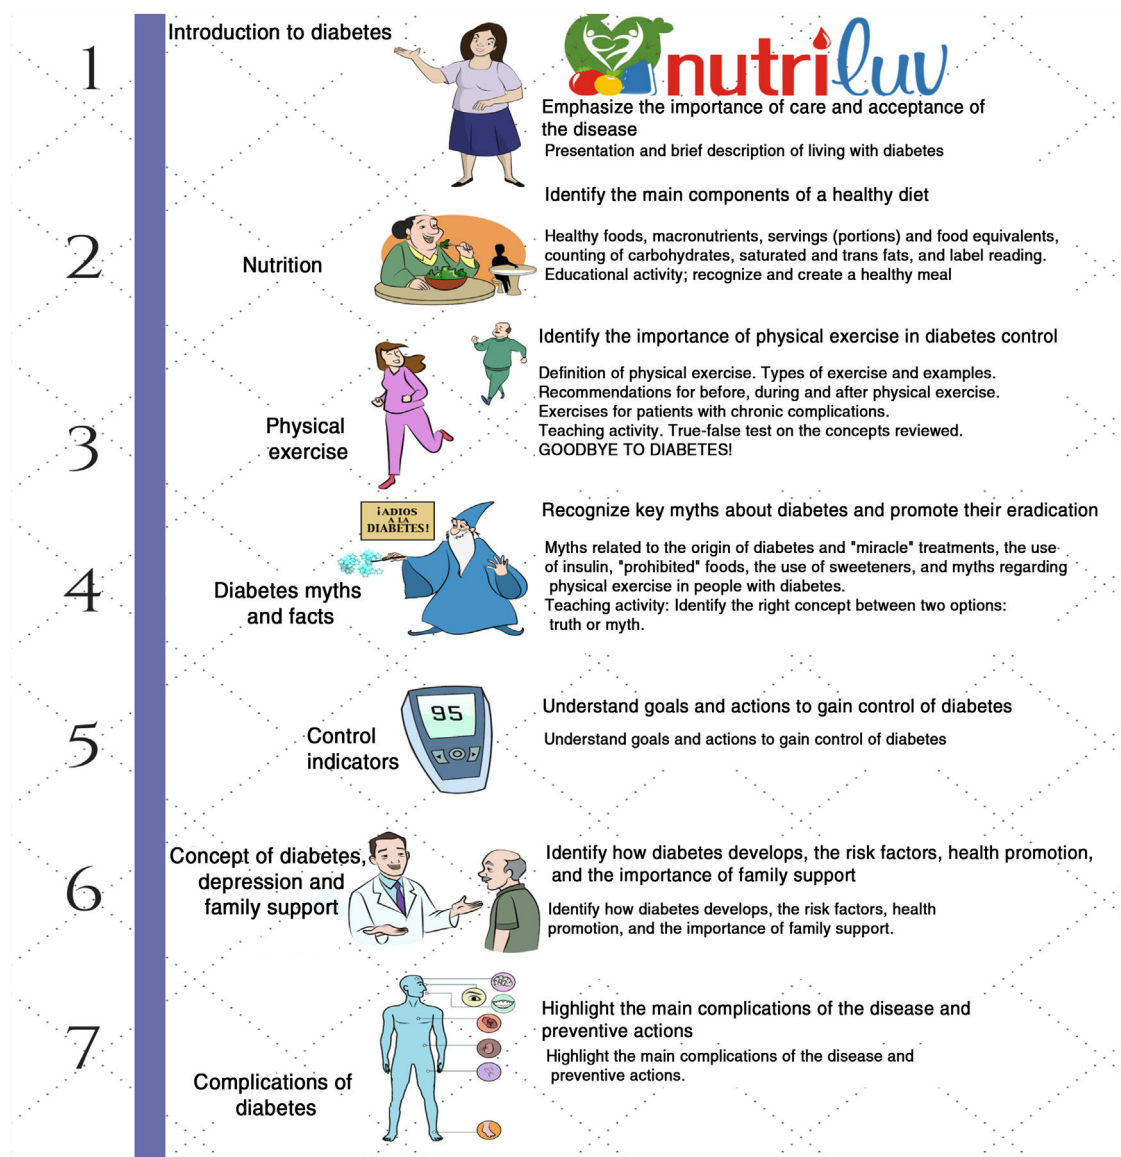 1
Introduction to diabetes
nutriluv
Emphasize the importance of care and acceptance of
the disease
Presentation and brief description of living with diabetes
2
Nutrition
Identify the main components of a healthy diet
Healthy foods, macronutrients, servings (portions) and food equivalents,
counting of carbohydrates, saturated and trans fats, and label reading.
Educational activity; recognize and create a healthy meal
3
Physical
exercise
Identify the importance of physical exercise in diabetes control
Definition of physical exercise. Types of exercise and examples.
Recommendations for before, during and after physical exercise.
Exercises for patients with chronic complications.
Teaching activity. True-false test on the concepts reviewed.
GOODBYE TO DIABETES!
4
Diabetes myths
and facts
¡ADIOS
A LA
DIABETES!
Recognize key myths about diabetes and promote their eradication
Myths related to the origin of diabetes and "miracle" treatments, the use
of insulin, "prohibited" foods, the use of sweeteners, and myths regarding
physical exercise in people with diabetes.
Teaching activity: Identify the right concept between two options:
truth or myth.
5
Control
indicators
95
Understand goals and actions to gain control of diabetes
Understand goals and actions to gain control of diabetes
6
Concept of diabetes,
depression and
family support
Identify how diabetes develops, the risk factors, health promotion,
and the importance of family support
Identify how diabetes develops, the risk factors, health
promotion, and the importance of family support.
7
Complications of
diabetes
Highlight the main complications of the disease and
preventive actions
Highlight the main complications of the disease and
preventive actions.